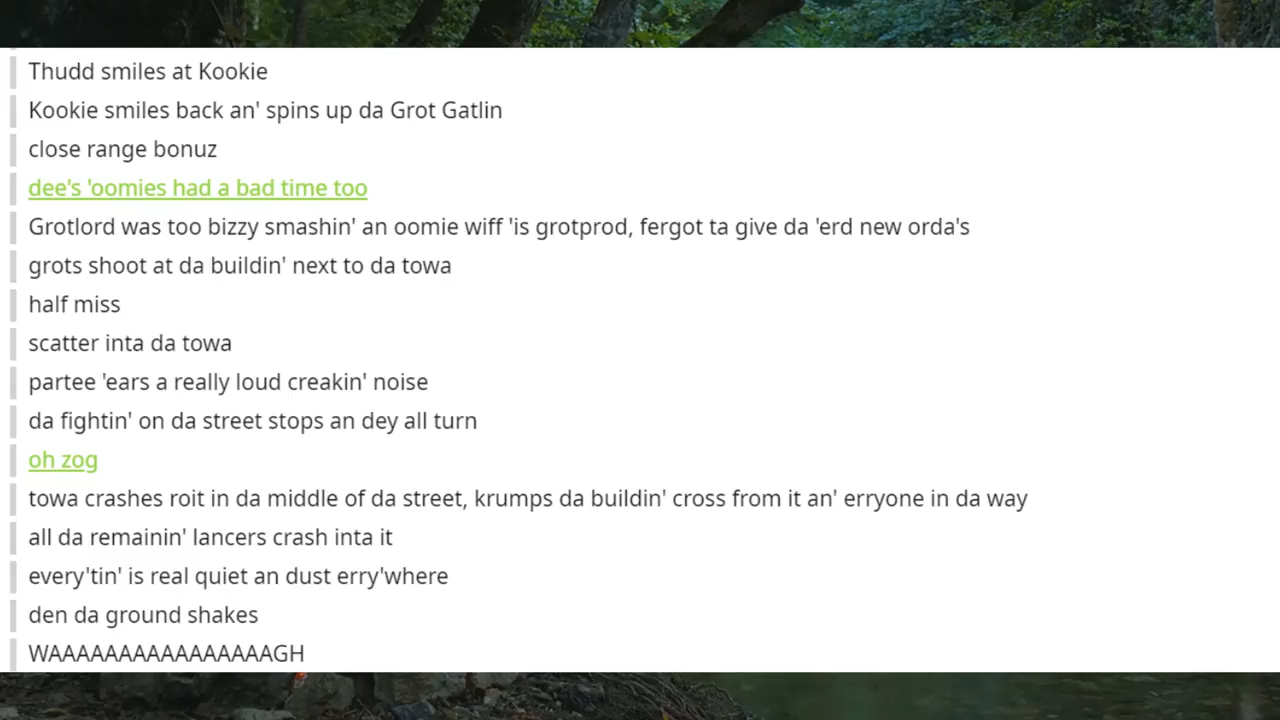 Thudd smiles at Kookie
Kookie smiles back an' spins up da Grot Gatlin
close range bonuz
dee's 'oomies had a bad time too
Grotlord was too bizzy smashin' an oomie wiff 'is grotprod, fergot ta give da 'erd new orda's
grots shoot at da buildin' next to da towa
half miss
scatter inta da towa
partee 'ears a really loud creakin' noise
da fightin' on da street stops an dey all turn
oh zog
towa crashes roit in da middle of da street, krumps da buildin' cross from it an' erryone in da way
all da remainin' lancers crash inta it
every'tin' is real quiet an dust erry'where
den da ground shakes
WAAAAAAAAAAAAAAAAGH